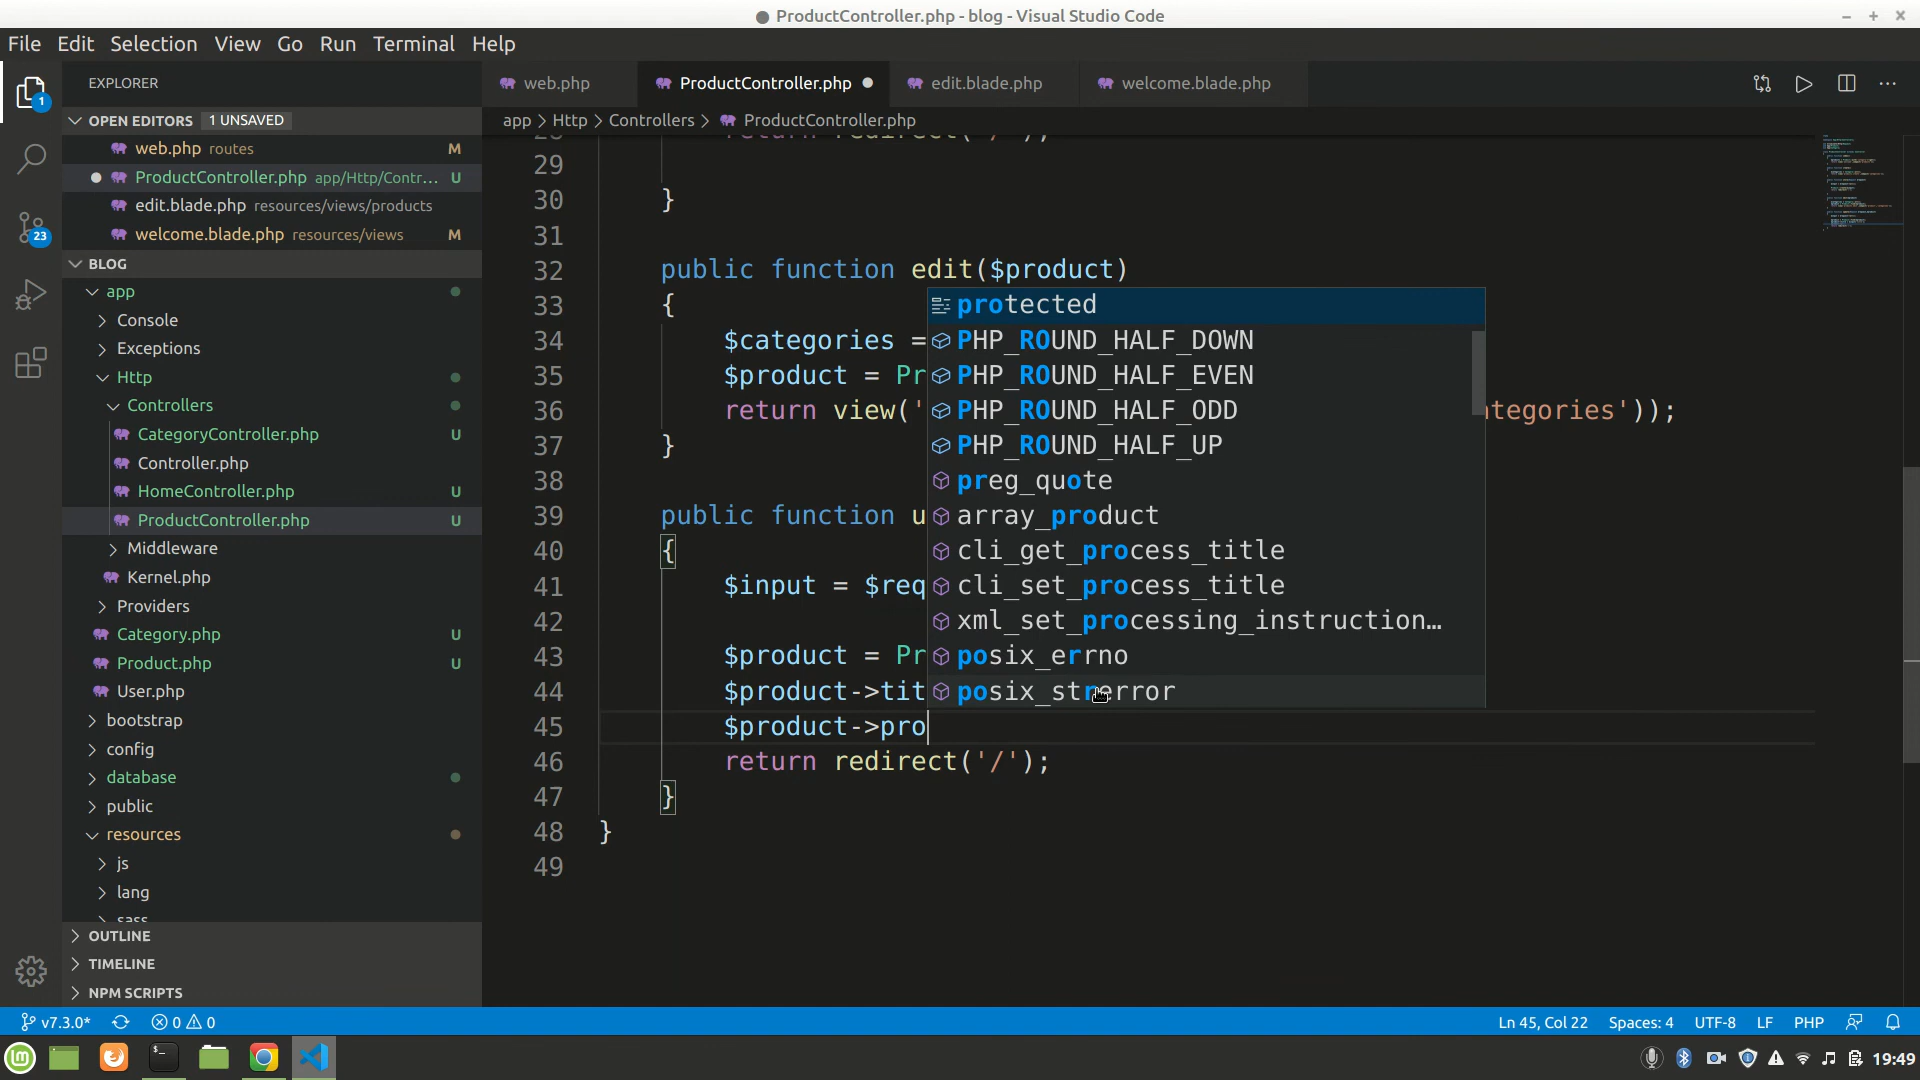 ProductController.php - blog - Visual Studio Code
File Edit Selection View Go Run Terminal Help
EXPLORER
web.php
ProductController.php
edit.blade.php
welcome.blade.php
1
OPEN EDITORS 1 UNSAVED
app > Http > Controllers > ProductController.php
web.php routes M
ProductController.php app/Http/Contr... U
edit.blade.php resources/views/products
welcome.blade.php resources/views M
23
BLOG
app
Console
Exceptions
Http
Controllers
CategoryController.php U
Controller.php
HomeController.php U
ProductController.php U
Middleware
Kernel.php
Providers
Category.php U
Product.php U
User.php
bootstrap
config
database
public
resources
js
lang
sass
OUTLINE
TIMELINE
NPM SCRIPTS
28 return redirect('/');
29
30 }
31
32 public function edit($product)
33 {
34 $categories =
35 $product = Pr
36 return view(' ategories'));
37 }
38
39 public function u
40 {
41 $input = $req
42
43 $product = Pr
44 $product->tit
45 $product->pro
46 return redirect('/');
47 }
48 }
49
protected
PHP_ROUND_HALF_DOWN
PHP_ROUND_HALF_EVEN
PHP_ROUND_HALF_ODD
PHP_ROUND_HALF_UP
preg_quote
array_product
cli_get_process_title
cli_set_process_title
xml_set_processing_instruction…
posix_errno
posix_strerror
v7.3.0* 0 0
Ln 45, Col 22 Spaces: 4 UTF-8 LF PHP
19:49